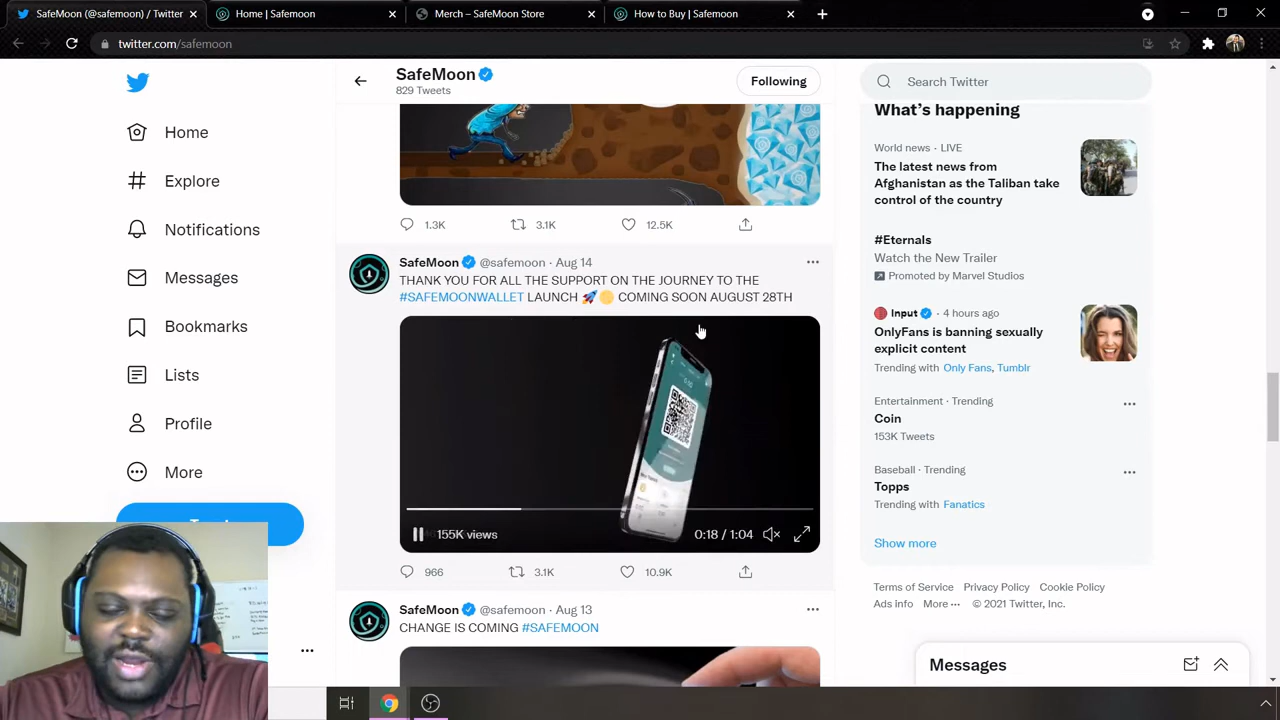 SafeMoon (@safemoon) / Twitter
Home | Safemoon
Merch – SafeMoon Store
How to Buy | Safemoon
twitter.com/safemoon
Home
Explore
Notifications
Messages
Bookmarks
Lists
Profile
More
SafeMoon
829 Tweets
Following
1.3K
3.1K
12.5K
SafeMoon @safemoon · Aug 14
THANK YOU FOR ALL THE SUPPORT ON THE JOURNEY TO THE
#SAFEMOONWALLET LAUNCH 🚀🌕 COMING SOON AUGUST 28TH
155K views
0:18 / 1:04
966
3.1K
10.9K
SafeMoon @safemoon · Aug 13
CHANGE IS COMING #SAFEMOON
Search Twitter
What's happening
World news · LIVE
The latest news from
Afghanistan as the Taliban take
control of the country
#Eternals
Watch the New Trailer
Promoted by Marvel Studios
Input · 4 hours ago
OnlyFans is banning sexually
explicit content
Trending with Only Fans, Tumblr
Entertainment · Trending
Coin
153K Tweets
Baseball · Trending
Topps
Trending with Fanatics
Show more
Terms of Service Privacy Policy Cookie Policy
Ads info More ··· © 2021 Twitter, Inc.
Messages